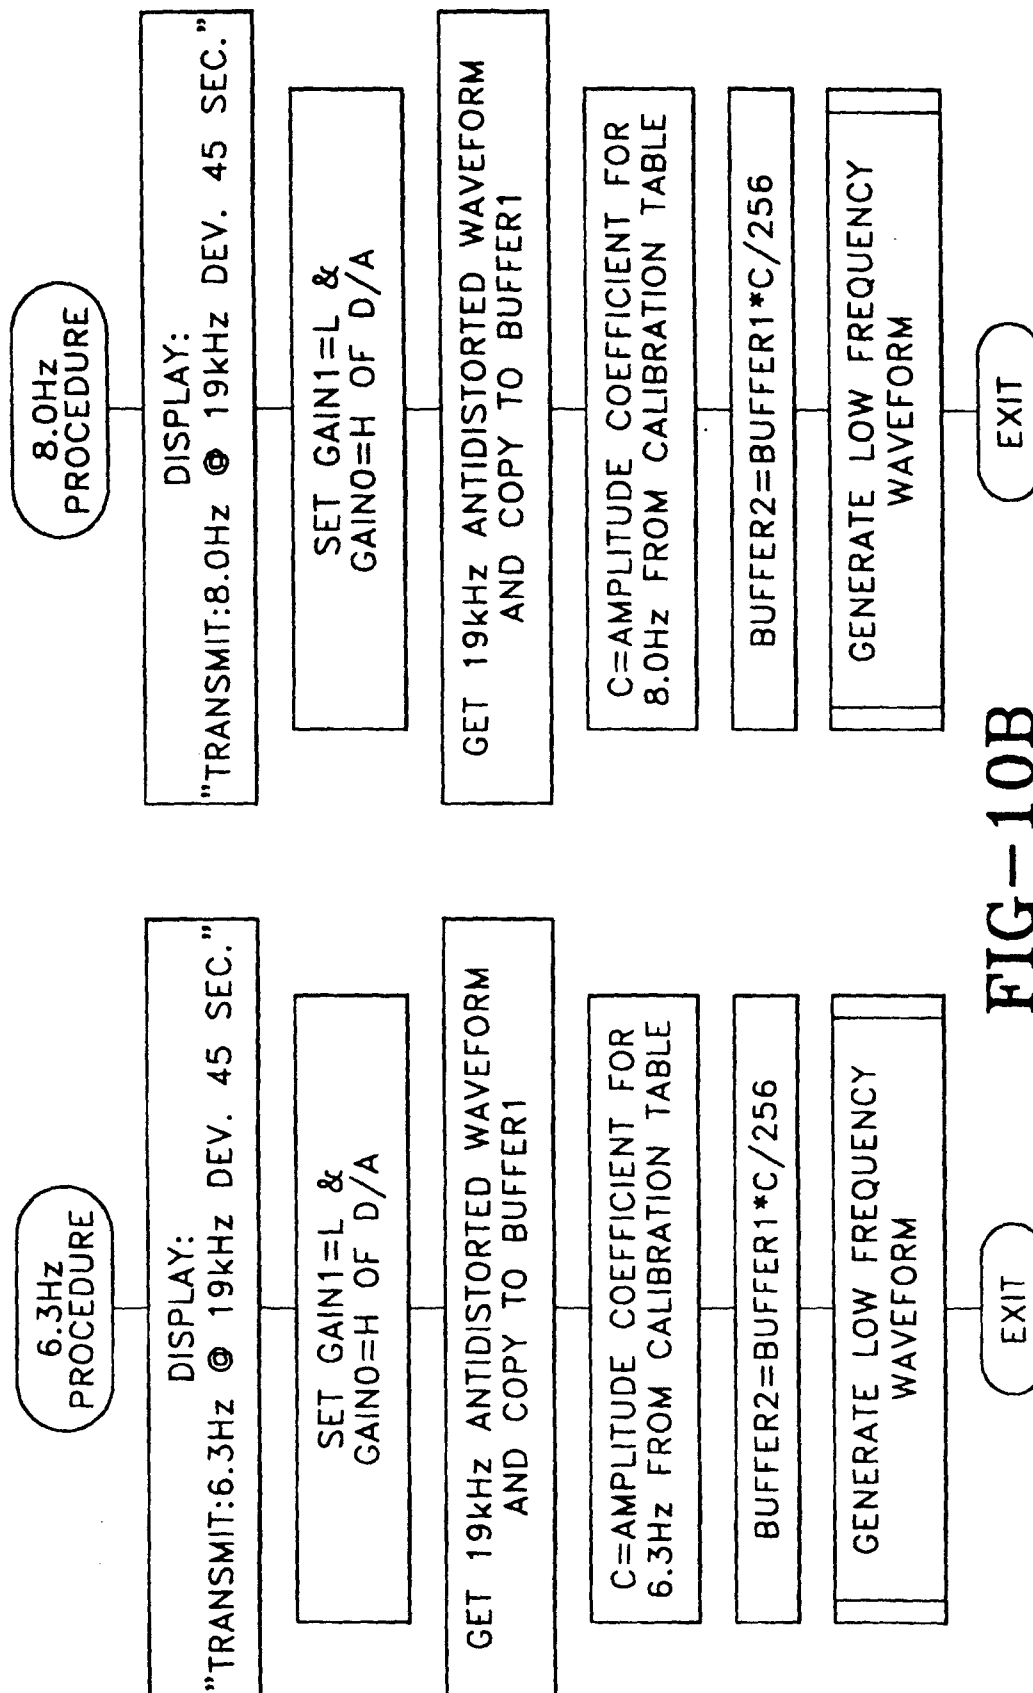 6.3Hz
PROCEDURE
DISPLAY:
"TRANSMIT:6.3Hz @ 19kHz DEV. 45 SEC."
SET GAIN1=L &
GAIN0=H OF D/A
GET 19kHz ANTIDISTORTED WAVEFORM
AND COPY TO BUFFER1
C=AMPLITUDE COEFFICIENT FOR
6.3Hz FROM CALIBRATION TABLE
BUFFER2=BUFFER1*C/256
GENERATE LOW FREQUENCY
WAVEFORM
EXIT
8.0Hz
PROCEDURE
DISPLAY:
"TRANSMIT:8.0Hz @ 19kHz DEV. 45 SEC."
SET GAIN1=L &
GAIN0=H OF D/A
GET 19kHz ANTIDISTORTED WAVEFORM
AND COPY TO BUFFER1
C=AMPLITUDE COEFFICIENT FOR
8.0Hz FROM CALIBRATION TABLE
BUFFER2=BUFFER1*C/256
GENERATE LOW FREQUENCY
WAVEFORM
EXIT
FIG-10B